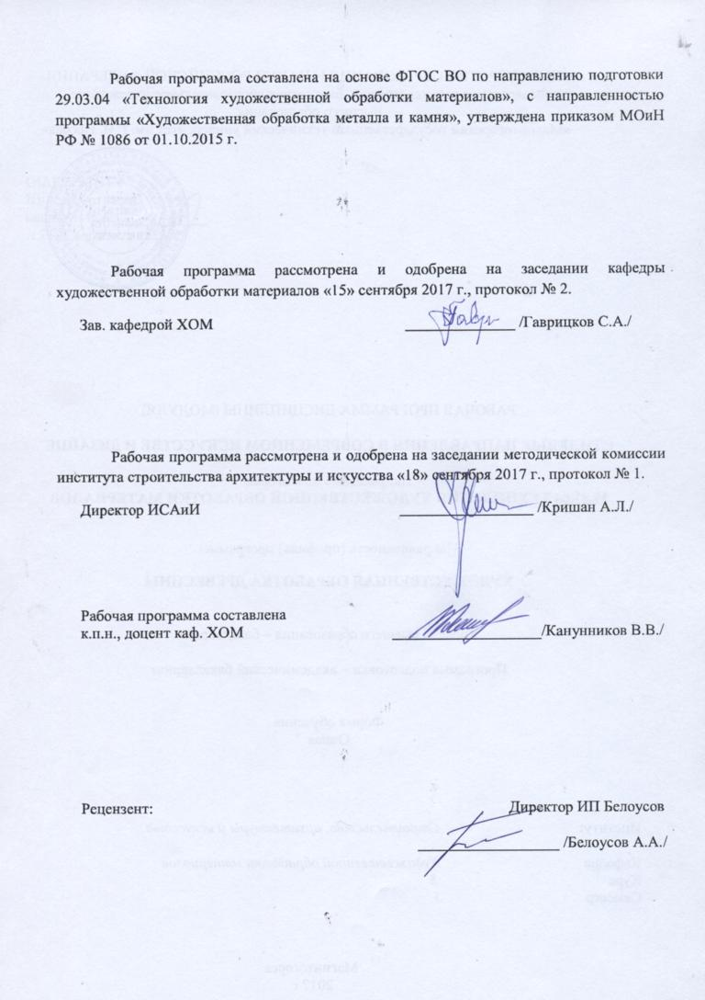 Рабочая программа составлена на основе ФГОС ВО по направлению подготовки
29.03.04 «Технология художественной обработки материалов», с направленностью
программы «Художественная обработка металла и камня», утверждена приказом МОиН
РФ № 1086 от 01.10.2015 г.
Рабочая программа рассмотрена и одобрена на заседании кафедры
художественной обработки материалов «15» сентября 2017 г., протокол № 2.
Зав. кафедрой ХОМ /Гаврицков С.А./
Рабочая программа рассмотрена и одобрена на заседании методической комиссии
института строительства архитектуры и искусства «18» сентября 2017 г., протокол № 1.
Директор ИСАиИ /Кришан А.Л./
Рабочая программа составлена
к.п.н., доцент каф. ХОМ /Канунников В.В./
Рецензент: Директор ИП Белоусов
/Белоусов А.А./